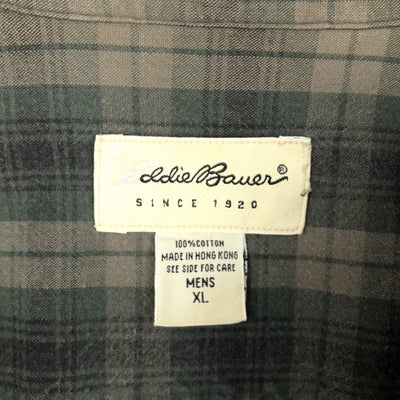 Eddie Bauer®
SINCE 1920
100% COTTON
MADE IN HONG KONG
SEE SIDE FOR CARE
MENS
XL